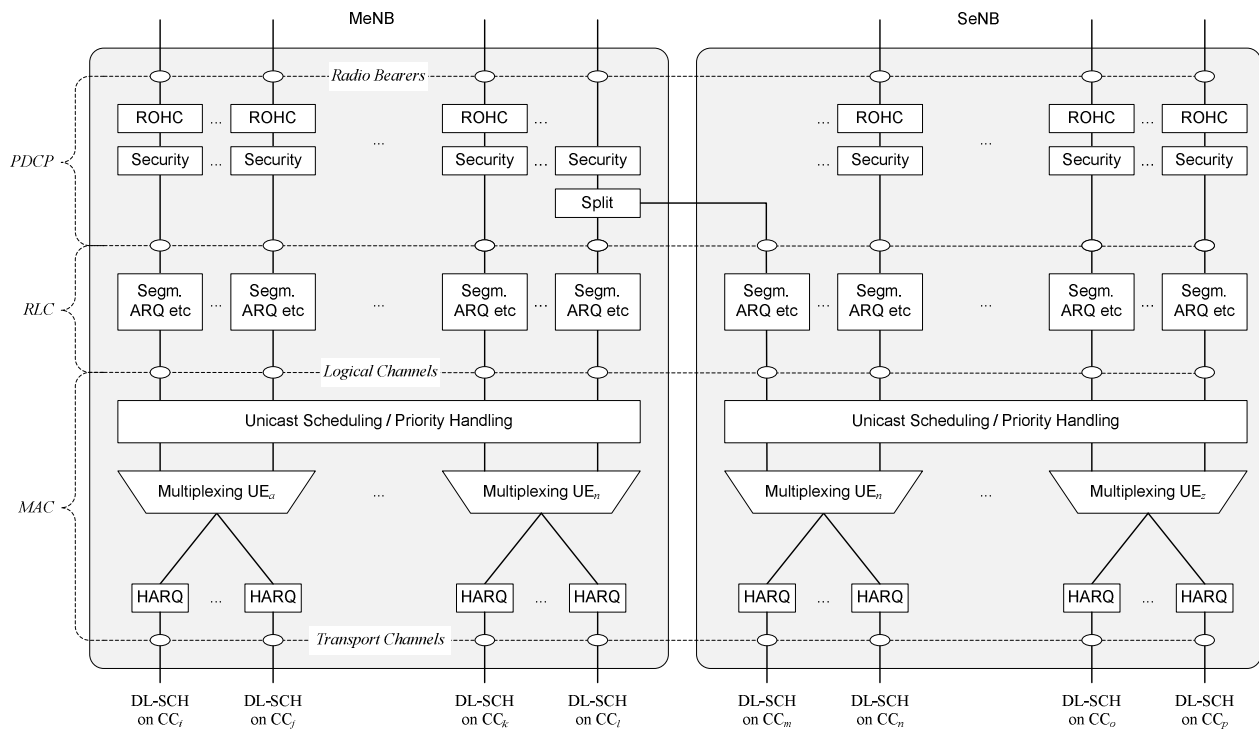 MeNB SeNB
Radio Bearers
ROHC ... ROHC ROHC ... ... ROHC ROHC ... ROHC
... ...
PDCP Security ... Security Security ... Security ... Security Security ... Security
Split
RLC Segm. ARQ etc ... Segm. ARQ etc ... Segm. ARQ etc ... Segm. ARQ etc Segm. ARQ etc ... Segm. ARQ etc ... Segm. ARQ etc ... Segm. ARQ etc
Logical Channels
Unicast Scheduling / Priority Handling Unicast Scheduling / Priority Handling
MAC Multiplexing UEa ... Multiplexing UEn Multiplexing UEn ... Multiplexing UEz
HARQ ... HARQ HARQ ... HARQ HARQ ... HARQ HARQ ... HARQ
Transport Channels
DL-SCH DL-SCH DL-SCH DL-SCH DL-SCH DL-SCH DL-SCH DL-SCH
on CCi on CCj on CCk on CCl on CCm on CCn on CCo on CCp